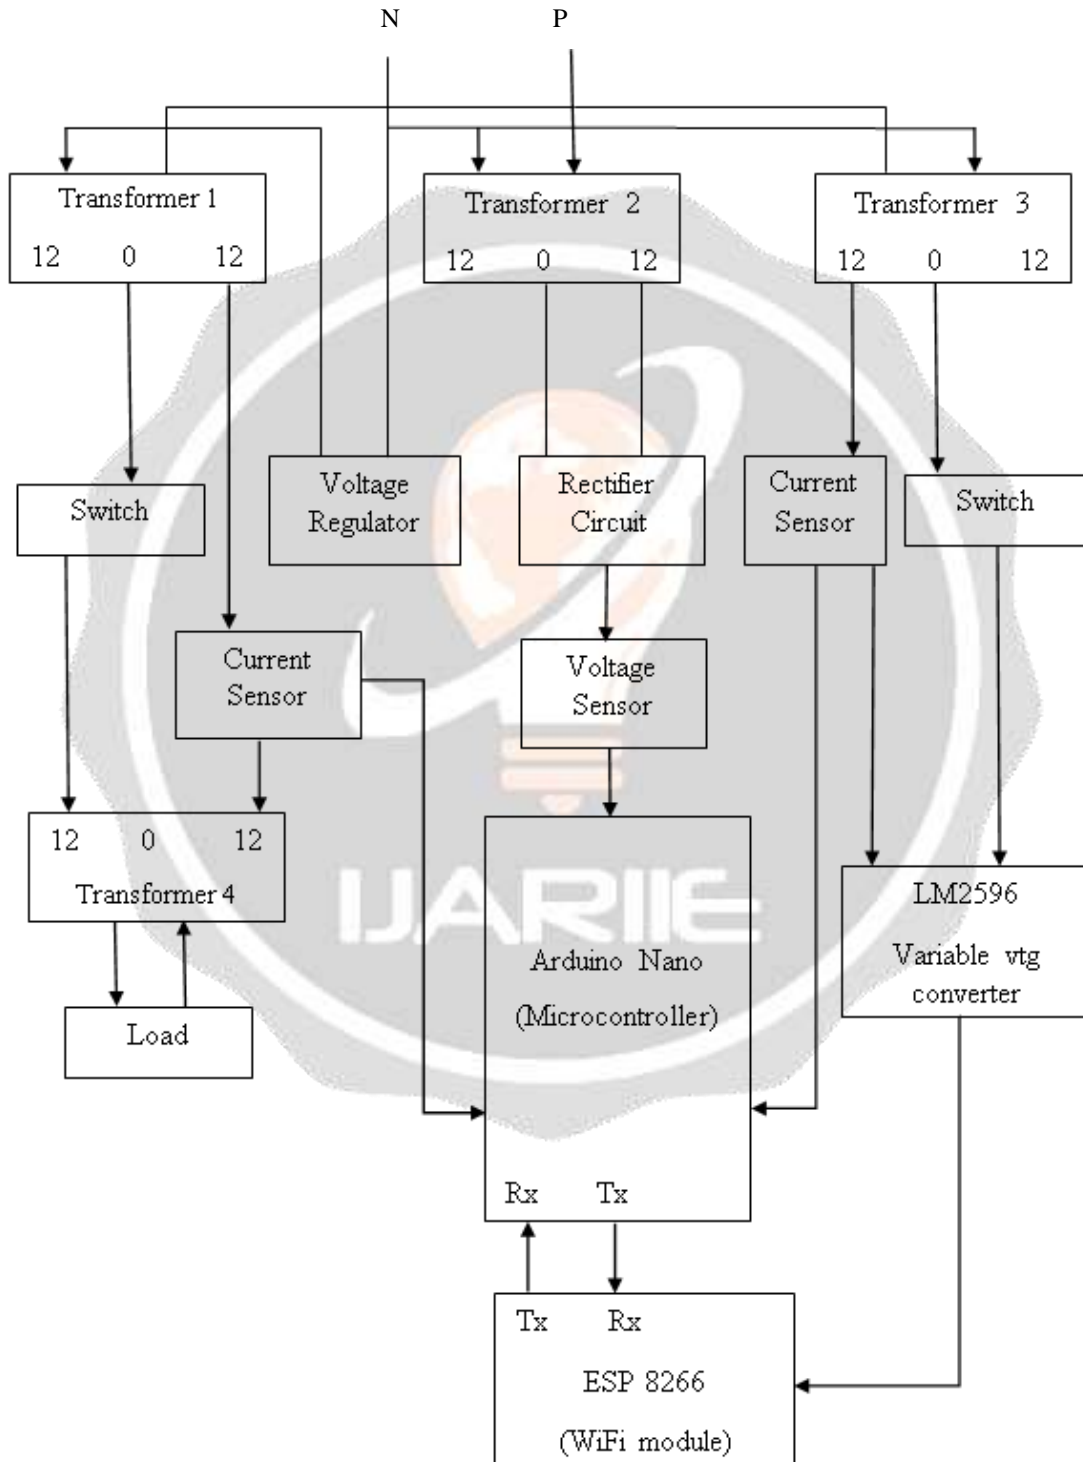 N P
Transformer 1
12 0 12
Transformer 2
12 0 12
Transformer 3
12 0 12
Switch
Voltage
Regulator
Rectifier
Circuit
Current
Sensor
Switch
Current
Sensor
Voltage
Sensor
12 0 12
Transformer 4
Load
IJARIIE
Arduino Nano
(Microcontroller)
Rx Tx
LM2596
Variable vtg
converter
Tx Rx
ESP 8266
(WiFi module)